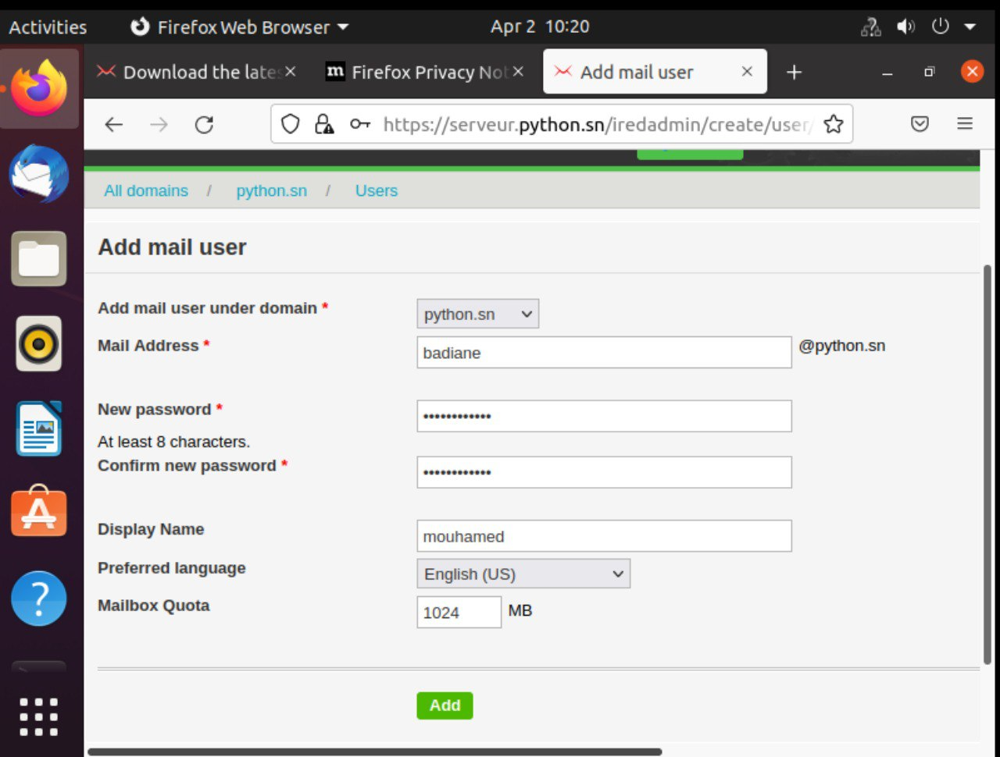 Activities Firefox Web Browser Apr 2 10:20
Download the lates m Firefox Privacy Not Add mail user
https://serveur.python.sn/iredadmin/create/user/
All domains / python.sn / Users
Add mail user
Add mail user under domain * python.sn
Mail Address * badiane @python.sn
New password * ••••••••••••
At least 8 characters.
Confirm new password * ••••••••••••
Display Name mouhamed
Preferred language English (US)
Mailbox Quota 1024 MB
Add